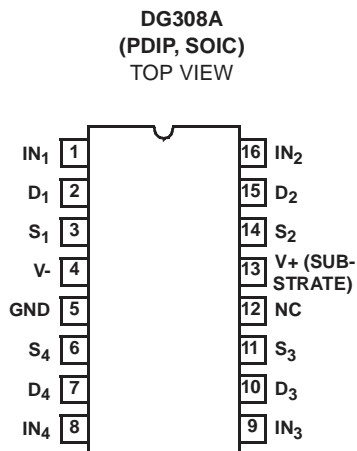 DG308A
(PDIP, SOIC)
TOP VIEW
IN1 1 16 IN2
D1 2 15 D2
S1 3 14 S2
V- 4 13 V+ (SUB-
STRATE)
GND 5 12 NC
S4 6 11 S3
D4 7 10 D3
IN4 8 9 IN3